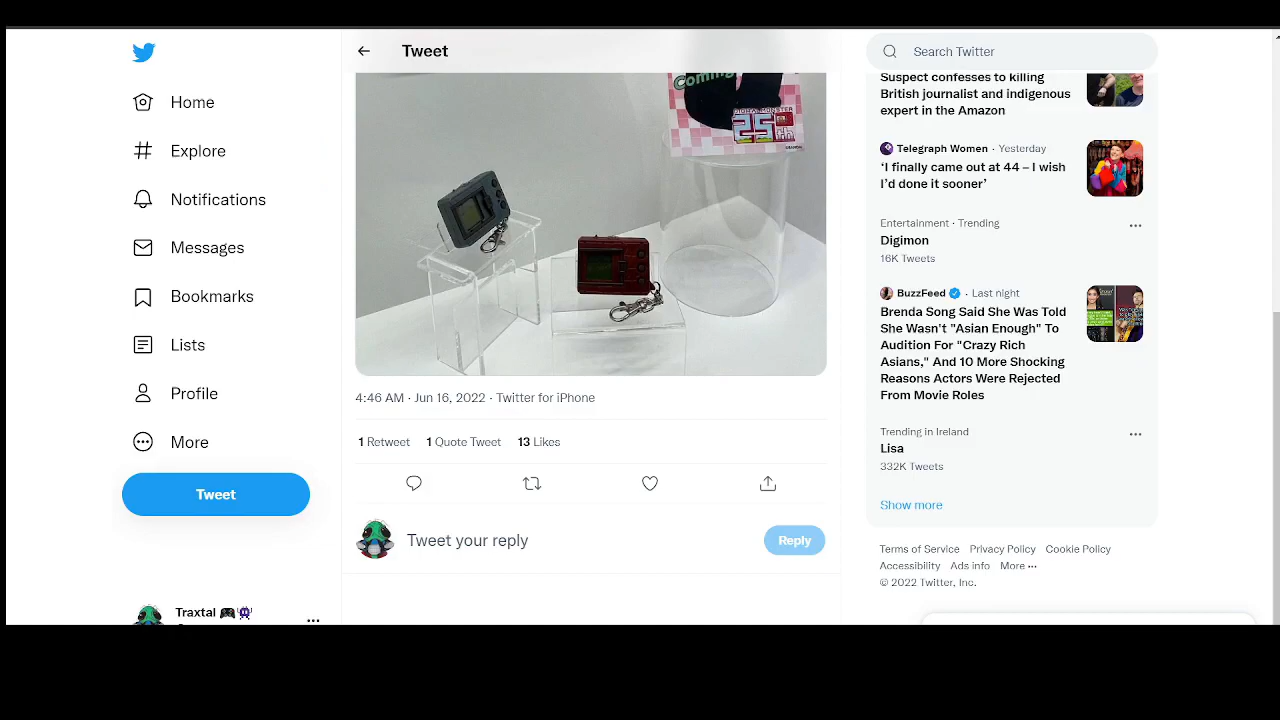 Tweet
Search Twitter
Home
Explore
Notifications
Messages
Bookmarks
Lists
Profile
More
Tweet
Traxtal
Coming
DIGITAL MONSTER
25
4:46 AM · Jun 16, 2022 · Twitter for iPhone
1 Retweet 1 Quote Tweet 13 Likes
Tweet your reply
Reply
Suspect confesses to killing
British journalist and indigenous
expert in the Amazon
Telegraph Women · Yesterday
‘I finally came out at 44 – I wish
I’d done it sooner’
Entertainment · Trending
Digimon
16K Tweets
BuzzFeed · Last night
Brenda Song Said She Was Told
She Wasn't "Asian Enough" To
Audition For "Crazy Rich
Asians," And 10 More Shocking
Reasons Actors Were Rejected
From Movie Roles
Trending in Ireland
Lisa
332K Tweets
Show more
Terms of Service Privacy Policy Cookie Policy
Accessibility Ads info More ···
© 2022 Twitter, Inc.